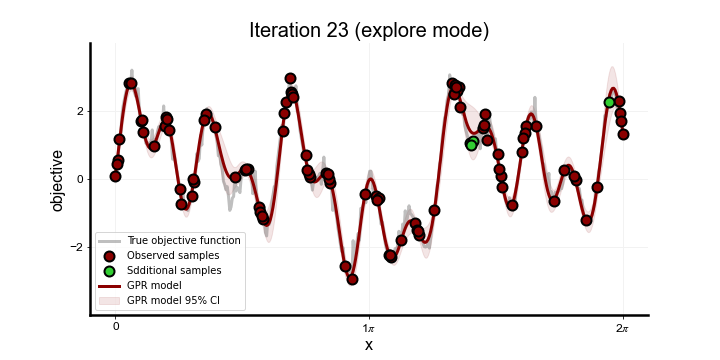 Iteration 23 (explore mode)
objective
2
0
−2
True objective function
Observed samples
Sdditional samples
GPR model
GPR model 95% CI
0
1π
2π
x